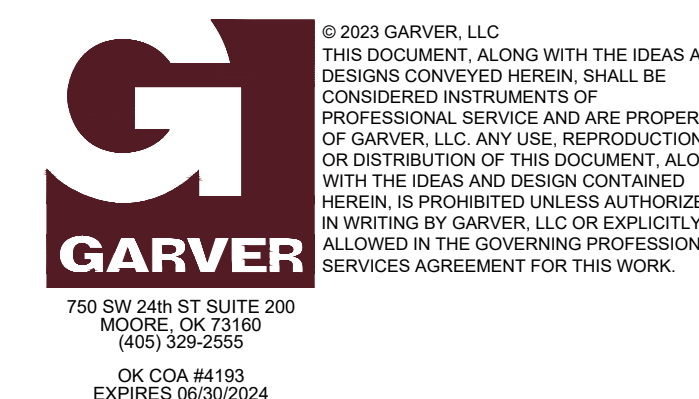 © 2023 GARVER, LLC
THIS DOCUMENT, ALONG WITH THE IDEAS
DESIGNS CONVEYED HEREIN, SHALL BE
CONSIDERED INSTRUMENTS OF
PROFESSIONAL SERVICE AND ARE
OF GARVER, LLC. ANY USE, REPRODUCTION
OR DISTRIBUTION OF THIS DOCUMENT,
WITH THE IDEAS AND DESIGN CONTAINED
HEREIN, IS PROHIBITED UNLESS
IN WRITING BY GARVER, LLC OR EXPLICITLY
ALLOWED IN THE GOVERNING
SERVICES AGREEMENT FOR THIS WORK.
GARVER
750 SW 24th ST SUITE 200
MOORE, OK 73160
(405) 329-2555
OK COA #4193
EXPIRES 06/30/2024